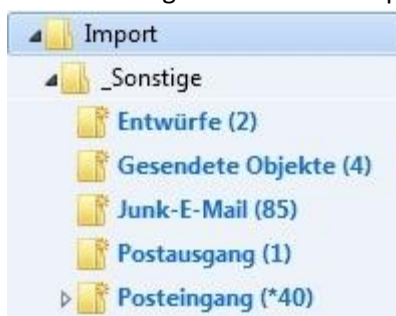 Import
_Sonstige
Entwürfe (2)
Gesendete Objekte (4)
Junk-E-Mail (85)
Postausgang (1)
Posteingang (*40)